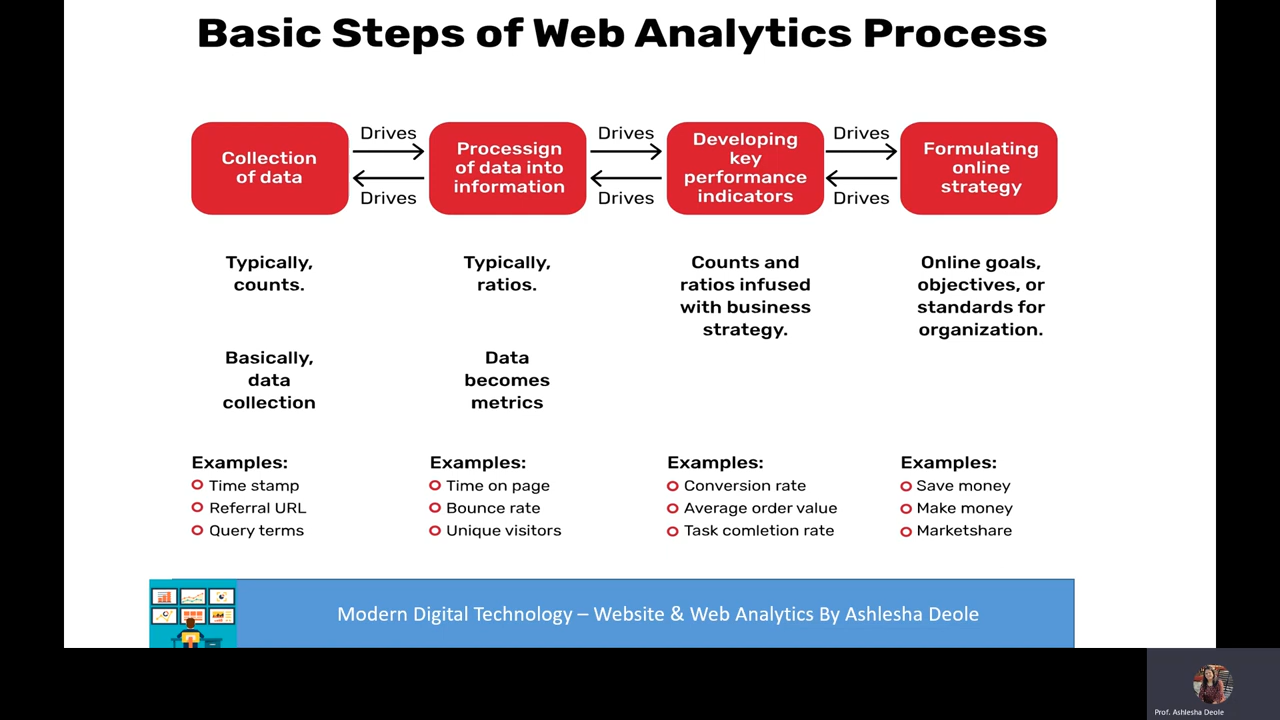 Basic Steps of Web Analytics Process
Collection
of data
Drives
Drives
Processign
of data into
information
Drives
Drives
Developing
key
performance
indicators
Drives
Drives
Formulating
online
strategy
Typically,
counts.
Basically,
data
collection
Examples:
Time stamp
Referral URL
Query terms
Typically,
ratios.
Data
becomes
metrics
Examples:
Time on page
Bounce rate
Unique visitors
Counts and
ratios infused
with business
strategy.
Examples:
Conversion rate
Average order value
Task comletion rate
Online goals,
objectives, or
standards for
organization.
Examples:
Save money
Make money
Marketshare
Modern Digital Technology – Website & Web Analytics By Ashlesha Deole
Prof. Ashlesha Deole